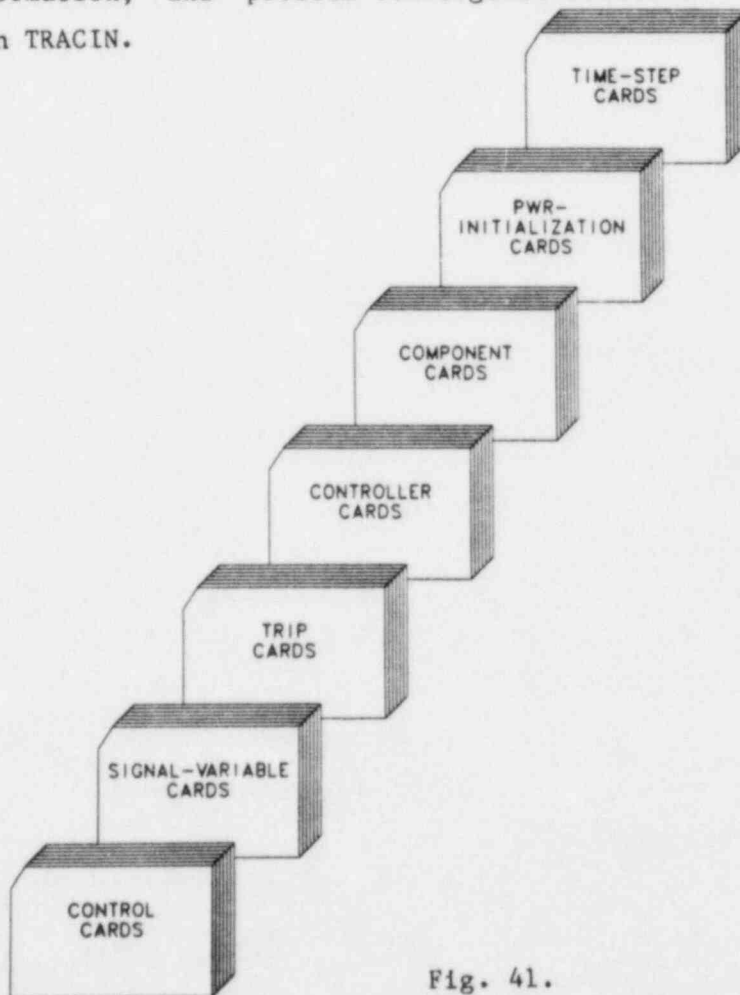 TRACIN.
TIME-STEP
CARDS
PWR-
INITIALIZATION
CARDS
COMPONENT
CARDS
CONTROLLER
CARDS
TRIP
CARDS
SIGNAL-VARIABLE
CARDS
CONTROL
CARDS
Fig. 41.